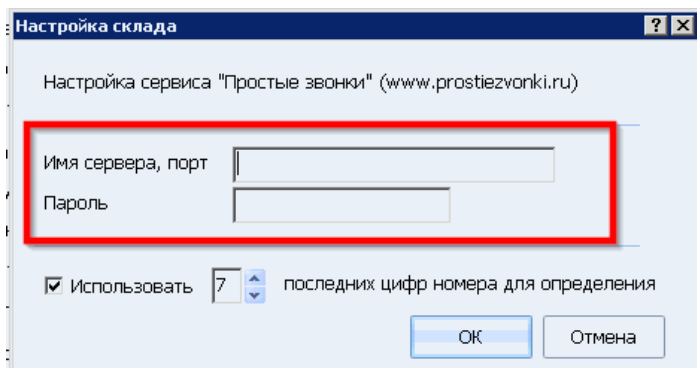 Настройка склада
Настройка сервиса "Простые звонки" (www.prostiezvonki.ru)
Имя сервера, порт
Пароль
Использовать 7 последних цифр номера для определения
ОК Отмена